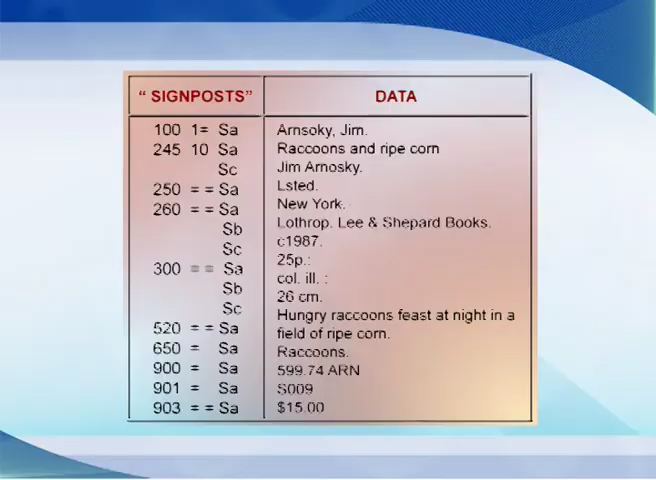 “ SIGNPOSTS” DATA
100 1= Sa Arnsoky, Jim.
245 10 Sa Raccoons and ripe corn
Sc Jim Arnosky.
250 = = Sa Lsted.
260 = = Sa New York.
Sb Lothrop. Lee & Shepard Books.
Sc c1987.
300 = = Sa 25p.:
Sb col. ill. :
Sc 26 cm.
520 = = Sa Hungry raccoons feast at night in a
field of ripe corn.
650 = Sa Raccoons.
900 = Sa 599.74 ARN
901 = Sa S009
903 = = Sa $15.00